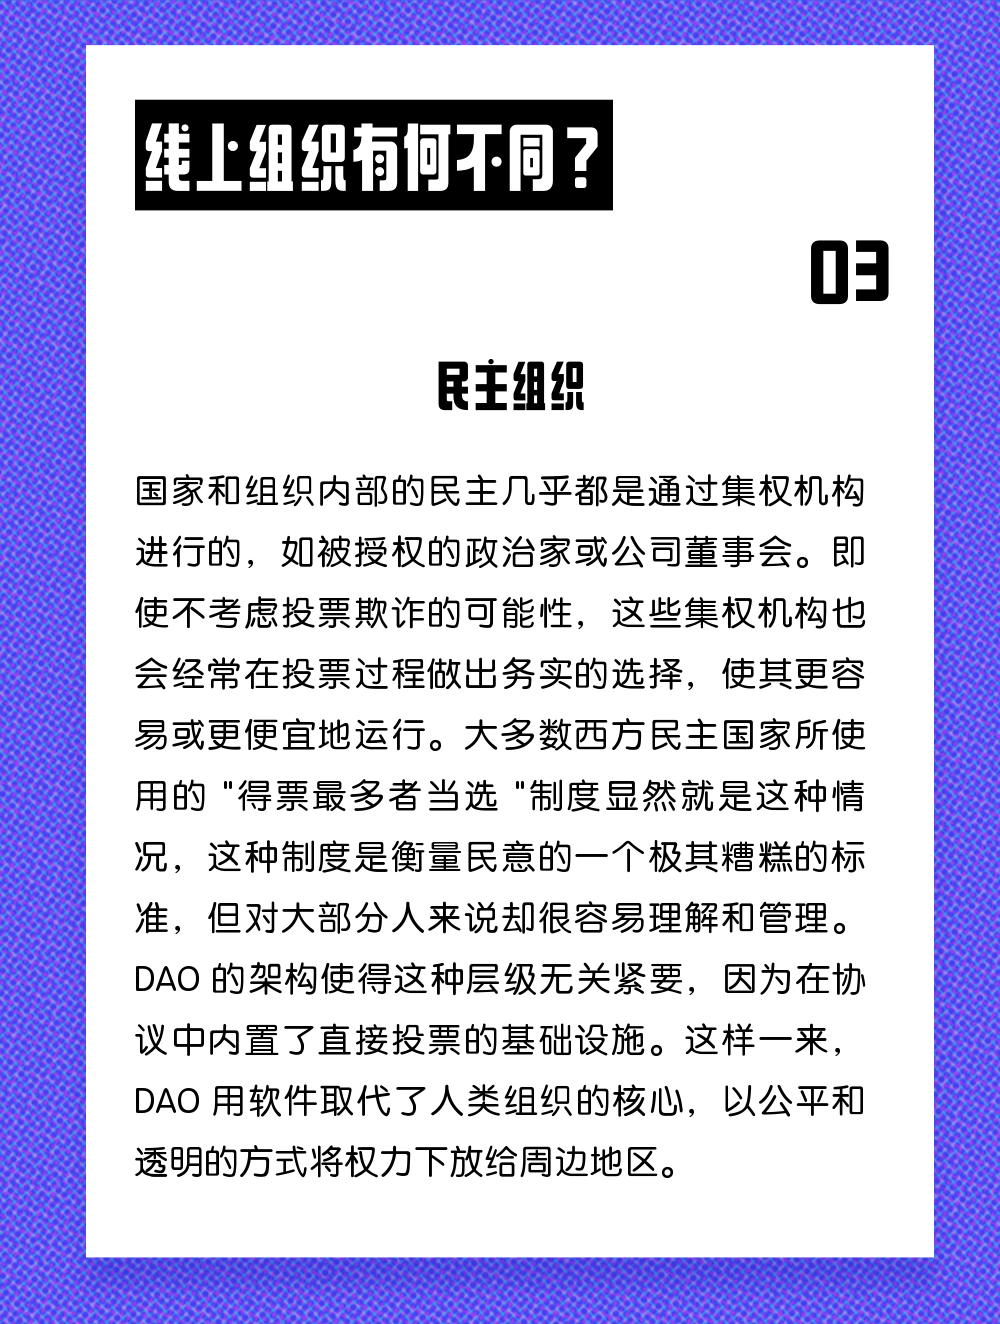 线上组织有何不同？
03
民主组织
国家和组织内部的民主几乎都是通过集权机构
进行的，如被授权的政治家或公司董事会。即
使不考虑投票欺诈的可能性，这些集权机构也
会经常在投票过程做出务实的选择，使其更容
易或更便宜地运行。大多数西方民主国家所使
用的 "得票最多者当选 "制度显然就是这种情
况，这种制度是衡量民意的一个极其糟糕的标
准，但对大部分人来说却很容易理解和管理。
DAO 的架构使得这种层级无关紧要，因为在协
议中内置了直接投票的基础设施。这样一来，
DAO 用软件取代了人类组织的核心，以公平和
透明的方式将权力下放给周边地区。